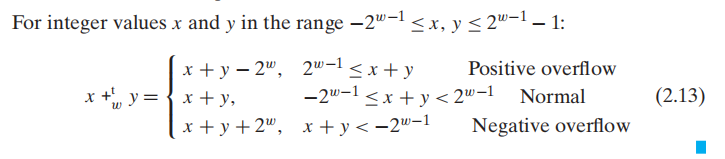 For integer values x and y in the range −2^{w−1} ≤ x, y ≤ 2^{w−1} − 1:
x + y − 2^w, 2^{w−1} ≤ x + y Positive overflow
x +^t_w y = { x + y, −2^{w−1} ≤ x + y < 2^{w−1} Normal (2.13)
x + y + 2^w, x + y < −2^{w−1} Negative overflow